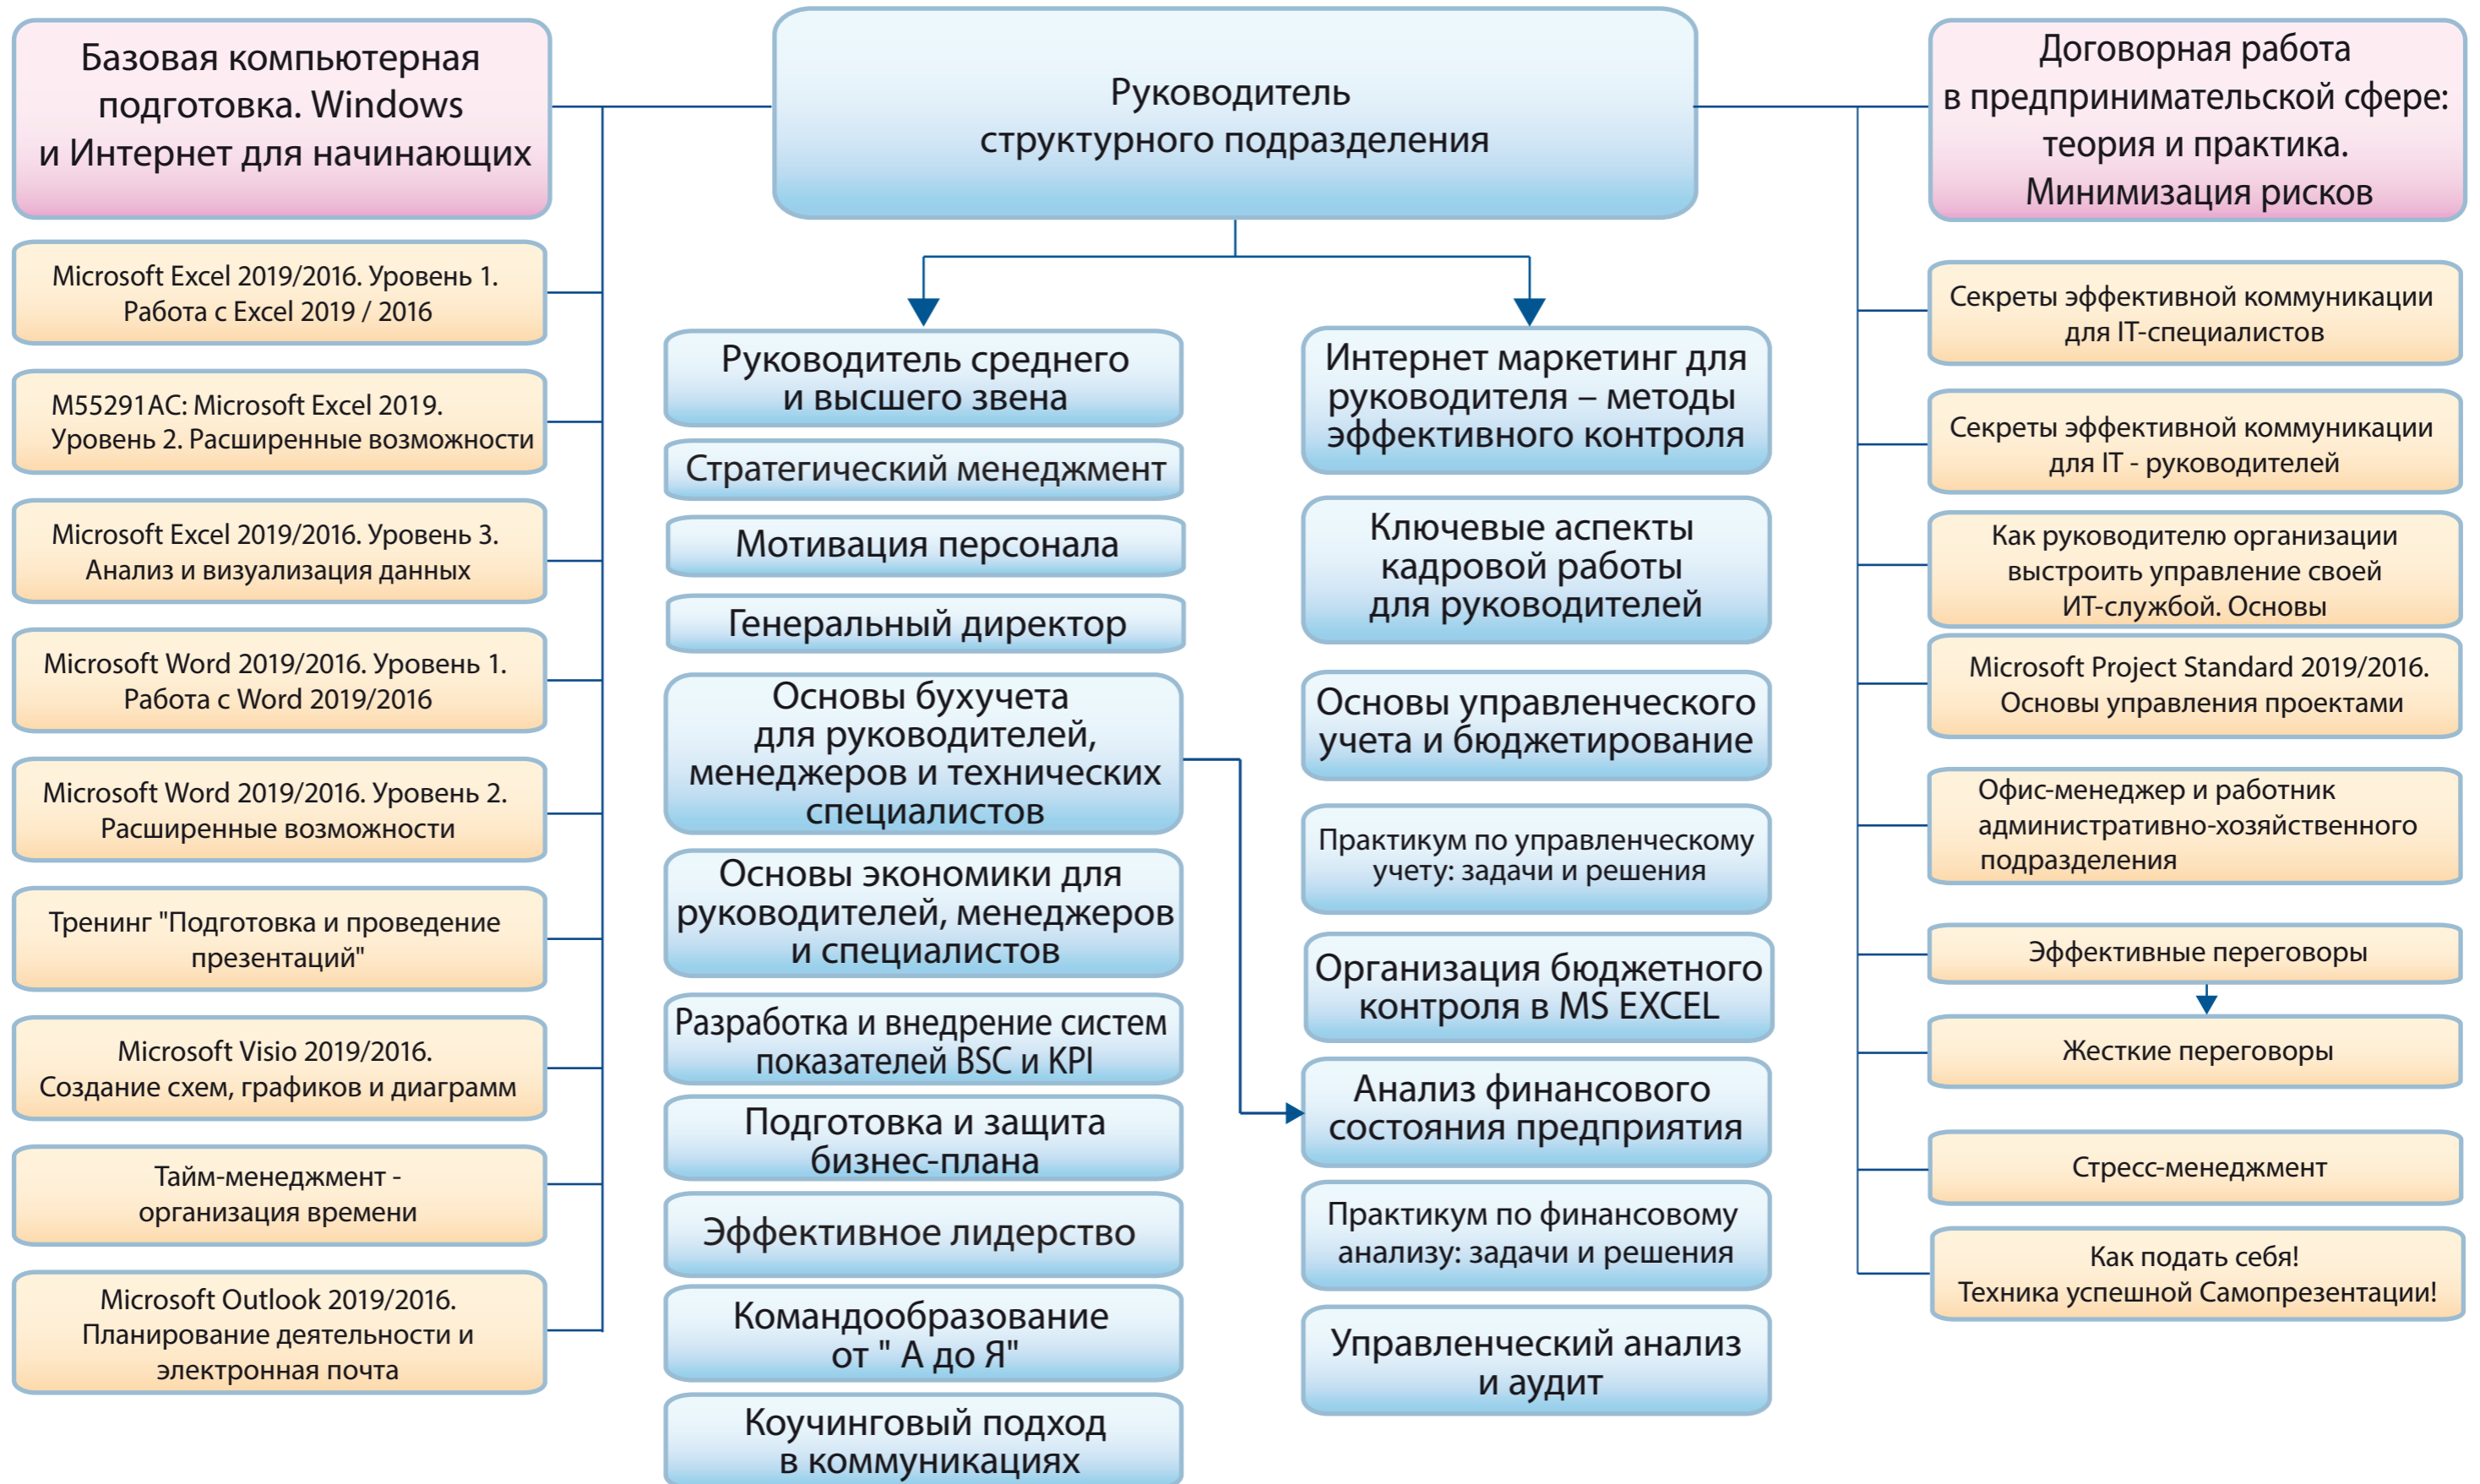 Базовая компьютерная
подготовка. Windows
и Интернет для начинающих
Microsoft Excel 2019/2016. Уровень 1.
Работа с Excel 2019 / 2016
M55291AC: Microsoft Excel 2019.
Уровень 2. Расширенные возможности
Microsoft Excel 2019/2016. Уровень 3.
Анализ и визуализация данных
Microsoft Word 2019/2016. Уровень 1.
Работа с Word 2019/2016
Microsoft Word 2019/2016. Уровень 2.
Расширенные возможности
Тренинг "Подготовка и проведение
презентаций"
Microsoft Visio 2019/2016.
Создание схем, графиков и диаграмм
Тайм-менеджмент -
организация времени
Microsoft Outlook 2019/2016.
Планирование деятельности и
электронная почта
Руководитель
структурного подразделения
Руководитель среднего
и высшего звена
Стратегический менеджмент
Мотивация персонала
Генеральный директор
Основы бухучета
для руководителей,
менеджеров и технических
специалистов
Основы экономики для
руководителей, менеджеров
и специалистов
Разработка и внедрение систем
показателей BSC и KPI
Подготовка и защита
бизнес-плана
Эффективное лидерство
Командообразование
от " А до Я"
Коучинговый подход
в коммуникациях
Интернет маркетинг для
руководителя – методы
эффективного контроля
Ключевые аспекты
кадровой работы
для руководителей
Основы управленческого
учета и бюджетирование
Практикум по управленческому
учету: задачи и решения
Организация бюджетного
контроля в MS EXCEL
Анализ финансового
состояния предприятия
Практикум по финансовому
анализу: задачи и решения
Управленческий анализ
и аудит
Договорная работа
в предпринимательской сфере:
теория и практика.
Минимизация рисков
Секреты эффективной коммуникации
для IT-специалистов
Секреты эффективной коммуникации
для IT - руководителей
Как руководителю организации
выстроить управление своей
ИТ-службой. Основы
Microsoft Project Standard 2019/2016.
Основы управления проектами
Офис-менеджер и работник
административно-хозяйственного
подразделения
Эффективные переговоры
Жесткие переговоры
Стресс-менеджмент
Как подать себя!
Техника успешной Самопрезентации!